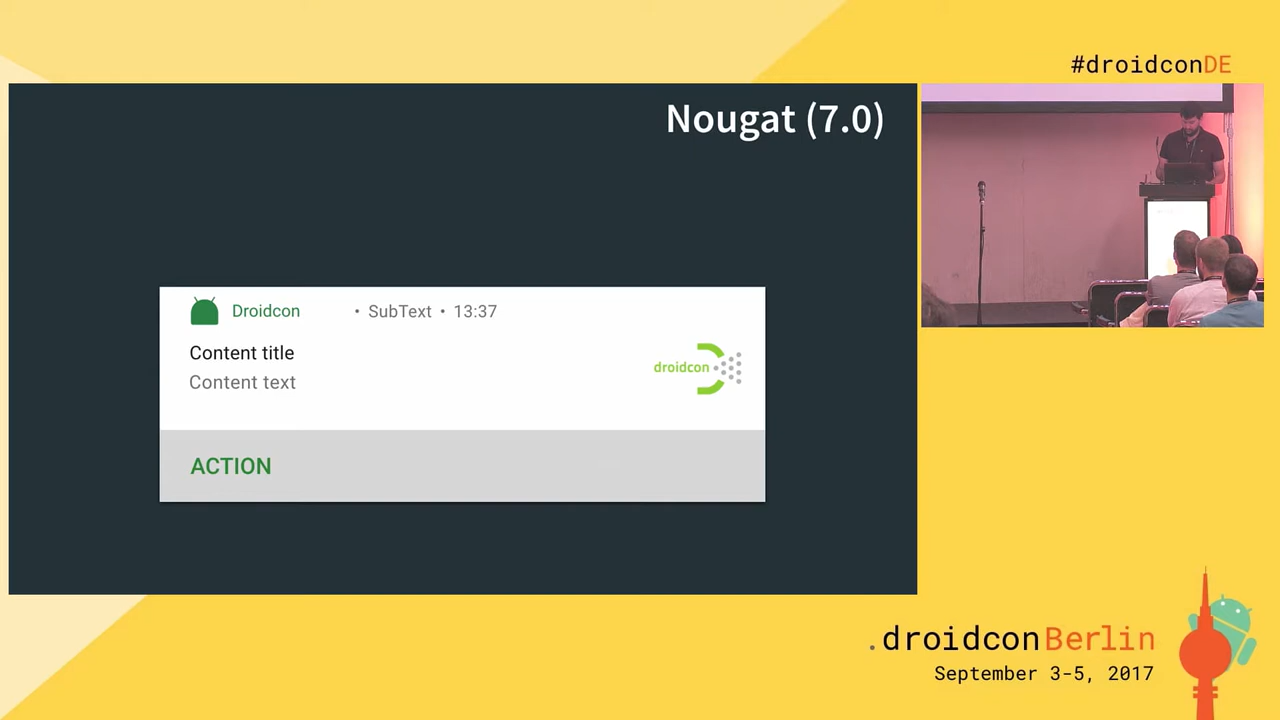 #droidconDE
Nougat (7.0)
Droidcon • SubText • 13:37
Content title
Content text
droidcon
ACTION
.droidconBerlin
September 3-5, 2017